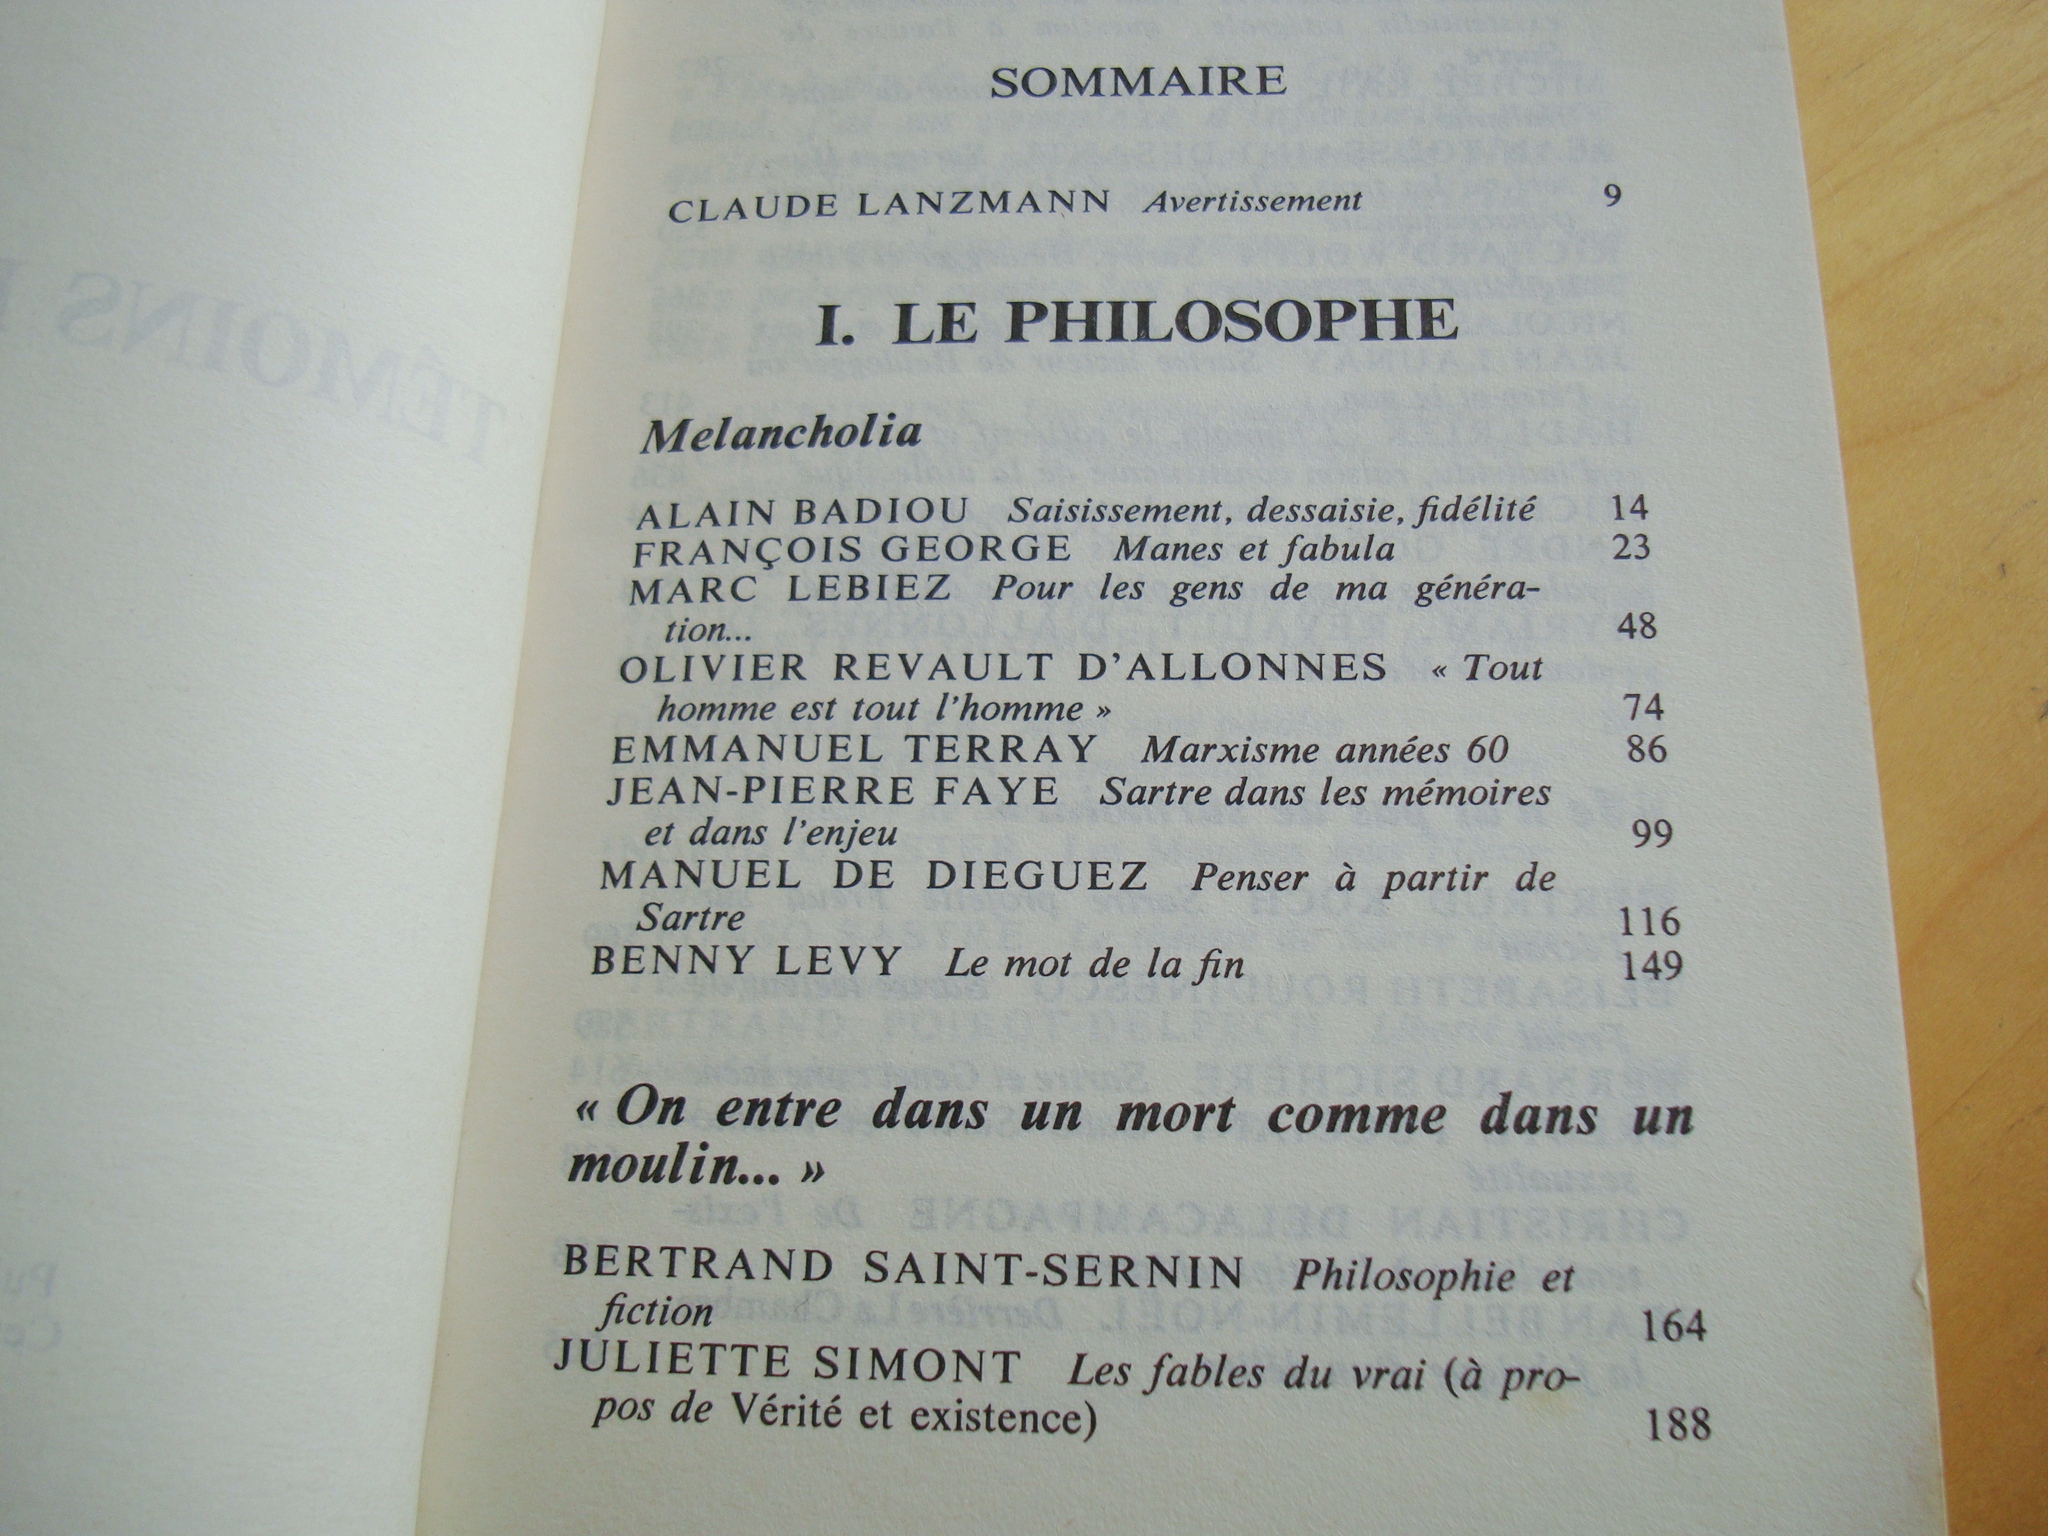 SOMMAIRE
CLAUDE LANZMANN Avertissement 9
I. LE PHILOSOPHE
Melancholia
ALAIN BADIOU Saisissement, dessaisie, fidélité 14
FRANÇOIS GEORGE Manes et fabula 23
MARC LEBIEZ Pour les gens de ma généra-
tion... 48
OLIVIER REVAULT D'ALLONNES « Tout
homme est tout l'homme » 74
EMMANUEL TERRAY Marxisme années 60 86
JEAN-PIERRE FAYE Sartre dans les mémoires
et dans l'enjeu 99
MANUEL DE DIEGUEZ Penser à partir de
Sartre 116
BENNY LEVY Le mot de la fin 149
« On entre dans un mort comme dans un
moulin... »
BERTRAND SAINT-SERNIN Philosophie et
fiction 164
JULIETTE SIMONT Les fables du vrai (à pro-
pos de Vérité et existence) 188